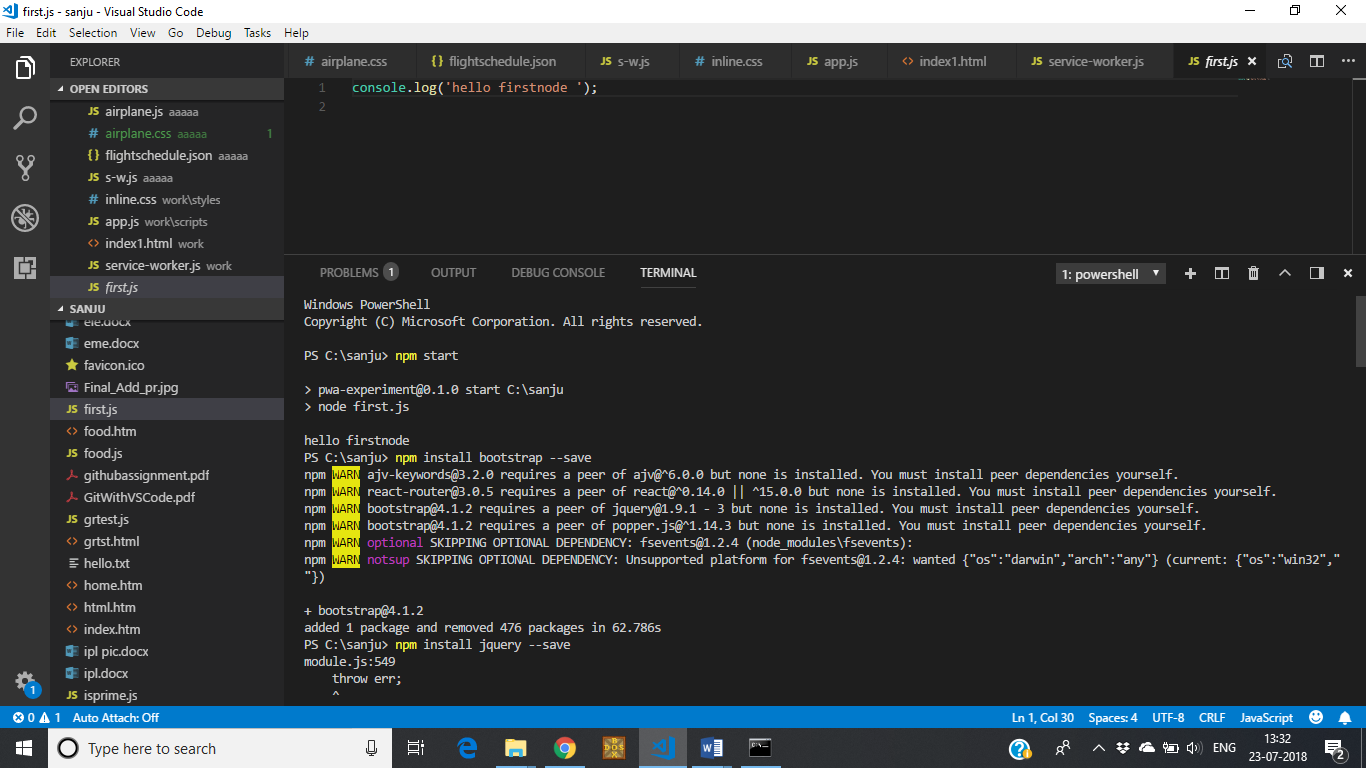 first.js - sanju - Visual Studio Code
File Edit Selection View Go Debug Tasks Help
EXPLORER
OPEN EDITORS
JS airplane.js aaaaa
# airplane.css aaaaa 1
{} flightschedule.json aaaaa
JS s-w.js aaaaa
# inline.css work\styles
JS app.js work\scripts
<> index1.html work
JS service-worker.js work
JS first.js
SANJU
ele.docx
eme.docx
favicon.ico
Final_Add_pr.jpg
JS first.js
<> food.htm
JS food.js
githubassignment.pdf
GitWithVSCode.pdf
JS grtest.js
<> grtst.html
hello.txt
<> home.htm
<> html.htm
<> index.htm
ipl pic.docx
ipl.docx
JS isprime.js
1
# airplane.css {} flightschedule.json JS s-w.js # inline.css JS app.js <> index1.html JS service-worker.js JS first.js
1 console.log('hello firstnode ');
2
PROBLEMS 1 OUTPUT DEBUG CONSOLE TERMINAL 1: powershell
Windows PowerShell
Copyright (C) Microsoft Corporation. All rights reserved.
PS C:\sanju> npm start
> pwa-experiment@0.1.0 start C:\sanju
> node first.js
hello firstnode
PS C:\sanju> npm install bootstrap --save
npm WARN ajv-keywords@3.2.0 requires a peer of ajv@^6.0.0 but none is installed. You must install peer dependencies yourself.
npm WARN react-router@3.0.5 requires a peer of react@^0.14.0 || ^15.0.0 but none is installed. You must install peer dependencies yourself.
npm WARN bootstrap@4.1.2 requires a peer of jquery@1.9.1 - 3 but none is installed. You must install peer dependencies yourself.
npm WARN bootstrap@4.1.2 requires a peer of popper.js@^1.14.3 but none is installed. You must install peer dependencies yourself.
npm WARN optional SKIPPING OPTIONAL DEPENDENCY: fsevents@1.2.4 (node_modules\fsevents):
npm WARN notsup SKIPPING OPTIONAL DEPENDENCY: Unsupported platform for fsevents@1.2.4: wanted {"os":"darwin","arch":"any"} (current: {"os":"win32","
"})
+ bootstrap@4.1.2
added 1 package and removed 476 packages in 62.786s
PS C:\sanju> npm install jquery --save
module.js:549
throw err;
^
0 1 Auto Attach: Off Ln 1, Col 30 Spaces: 4 UTF-8 CRLF JavaScript
Type here to search
ENG
13:32
23-07-2018
2